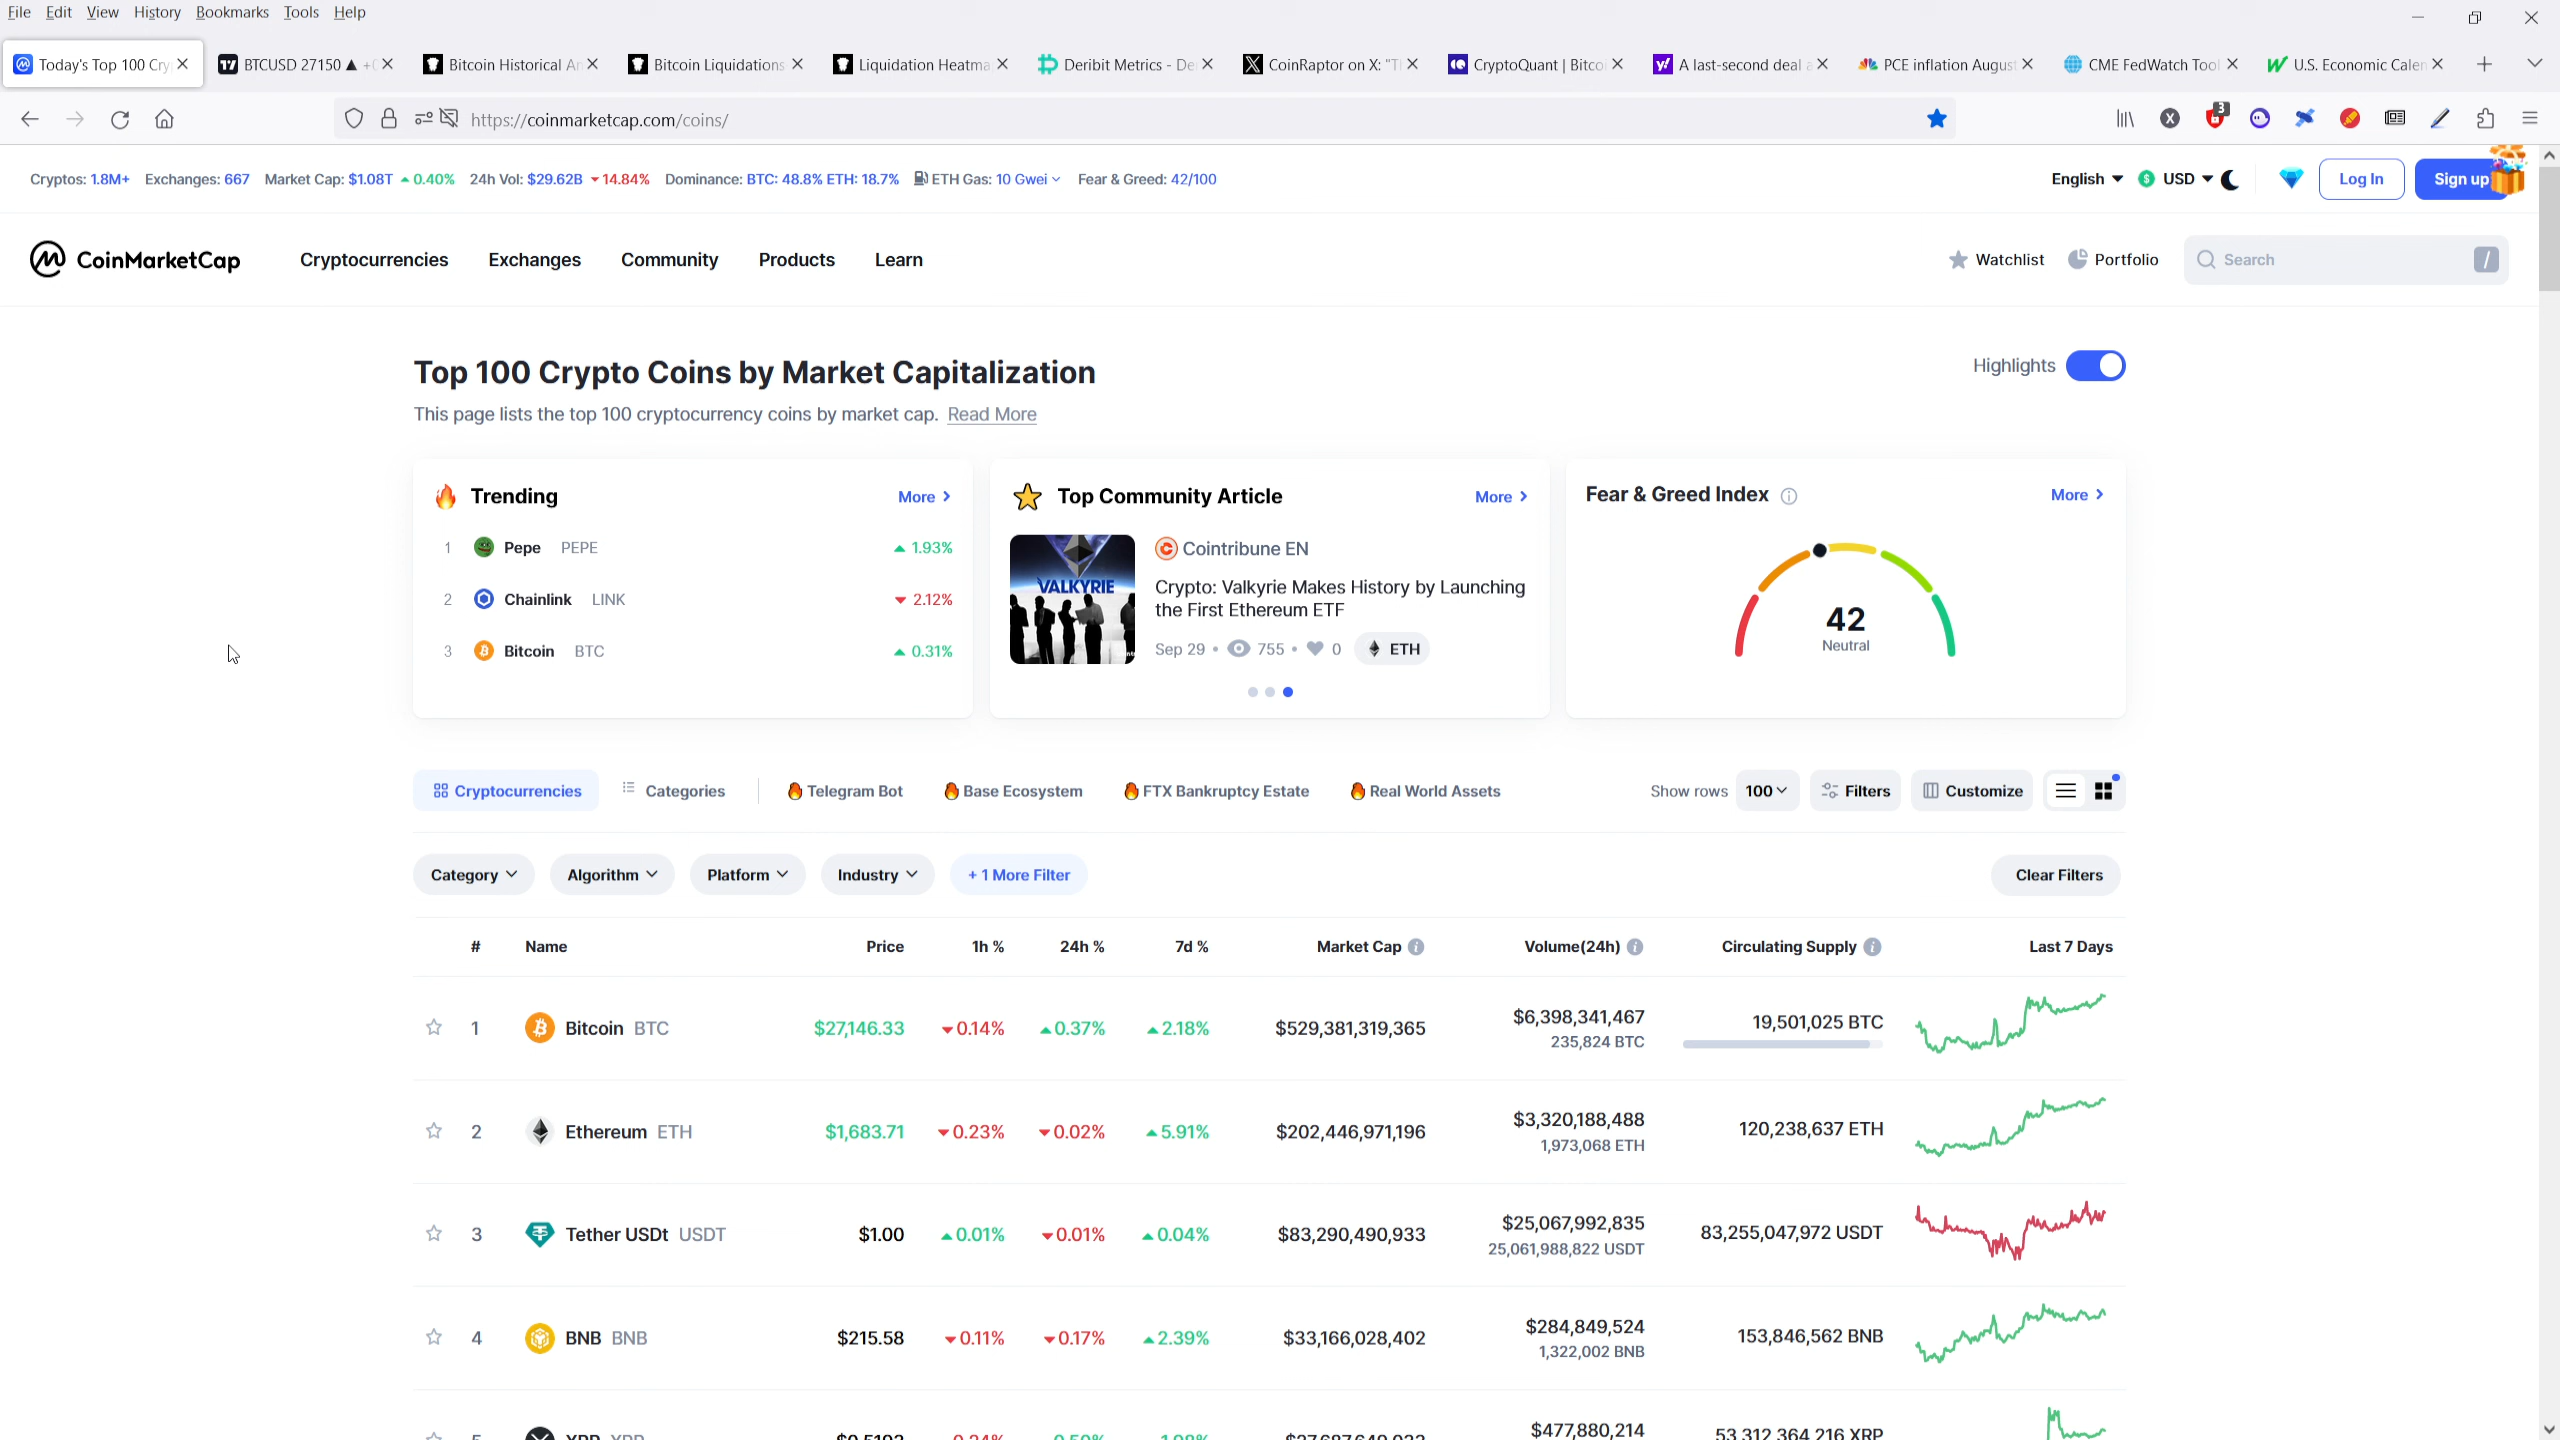 File Edit View History Bookmarks Tools Help
Today's Top 100 Cry
BTCUSD 27150 ▲ +0
Bitcoin Historical An
Bitcoin Liquidations
Liquidation Heatma
Deribit Metrics - De
CoinRaptor on X: "Th
CryptoQuant | Bitcoi
A last-second deal a
PCE inflation August
CME FedWatch Tool
U.S. Economic Calen
https://coinmarketcap.com/coins/
3
Cryptos: 1.8M+ Exchanges: 667 Market Cap: $1.08T ▲ 0.40% 24h Vol: $29.62B ▼ 14.84% Dominance: BTC: 48.8% ETH: 18.7% ETH Gas: 10 Gwei Fear & Greed: 42/100
English USD Log In Sign up
CoinMarketCap Cryptocurrencies Exchanges Community Products Learn Watchlist Portfolio Search /
Top 100 Crypto Coins by Market Capitalization
Highlights
This page lists the top 100 cryptocurrency coins by market cap. Read More
Trending More >
1 Pepe PEPE ▲ 1.93%
2 Chainlink LINK ▼ 2.12%
3 Bitcoin BTC ▲ 0.31%
Top Community Article More >
VALKYRIE
Cointribune EN
Crypto: Valkyrie Makes History by Launching
the First Ethereum ETF
Sep 29 • 755 • 0 ETH
Fear & Greed Index More >
42
Neutral
Cryptocurrencies Categories Telegram Bot Base Ecosystem FTX Bankruptcy Estate Real World Assets Show rows 100 Filters Customize
Category Algorithm Platform Industry + 1 More Filter Clear Filters
# Name Price 1h % 24h % 7d % Market Cap Volume(24h) Circulating Supply Last 7 Days
1 Bitcoin BTC $27,146.33 ▼0.14% ▲0.37% ▲2.18% $529,381,319,365 $6,398,341,467 19,501,025 BTC
235,824 BTC
2 Ethereum ETH $1,683.71 ▼0.23% ▼0.02% ▲5.91% $202,446,971,196 $3,320,188,488 120,238,637 ETH
1,973,068 ETH
3 Tether USDt USDT $1.00 ▲0.01% ▼0.01% ▲0.04% $83,290,490,933 $25,067,992,835 83,255,047,972 USDT
25,061,988,822 USDT
4 BNB BNB $215.58 ▼0.11% ▼0.17% ▲2.39% $33,166,028,402 $284,849,524 153,846,562 BNB
1,322,002 BNB
XRP XRP $477,880,214 53,312,364,216 XRP